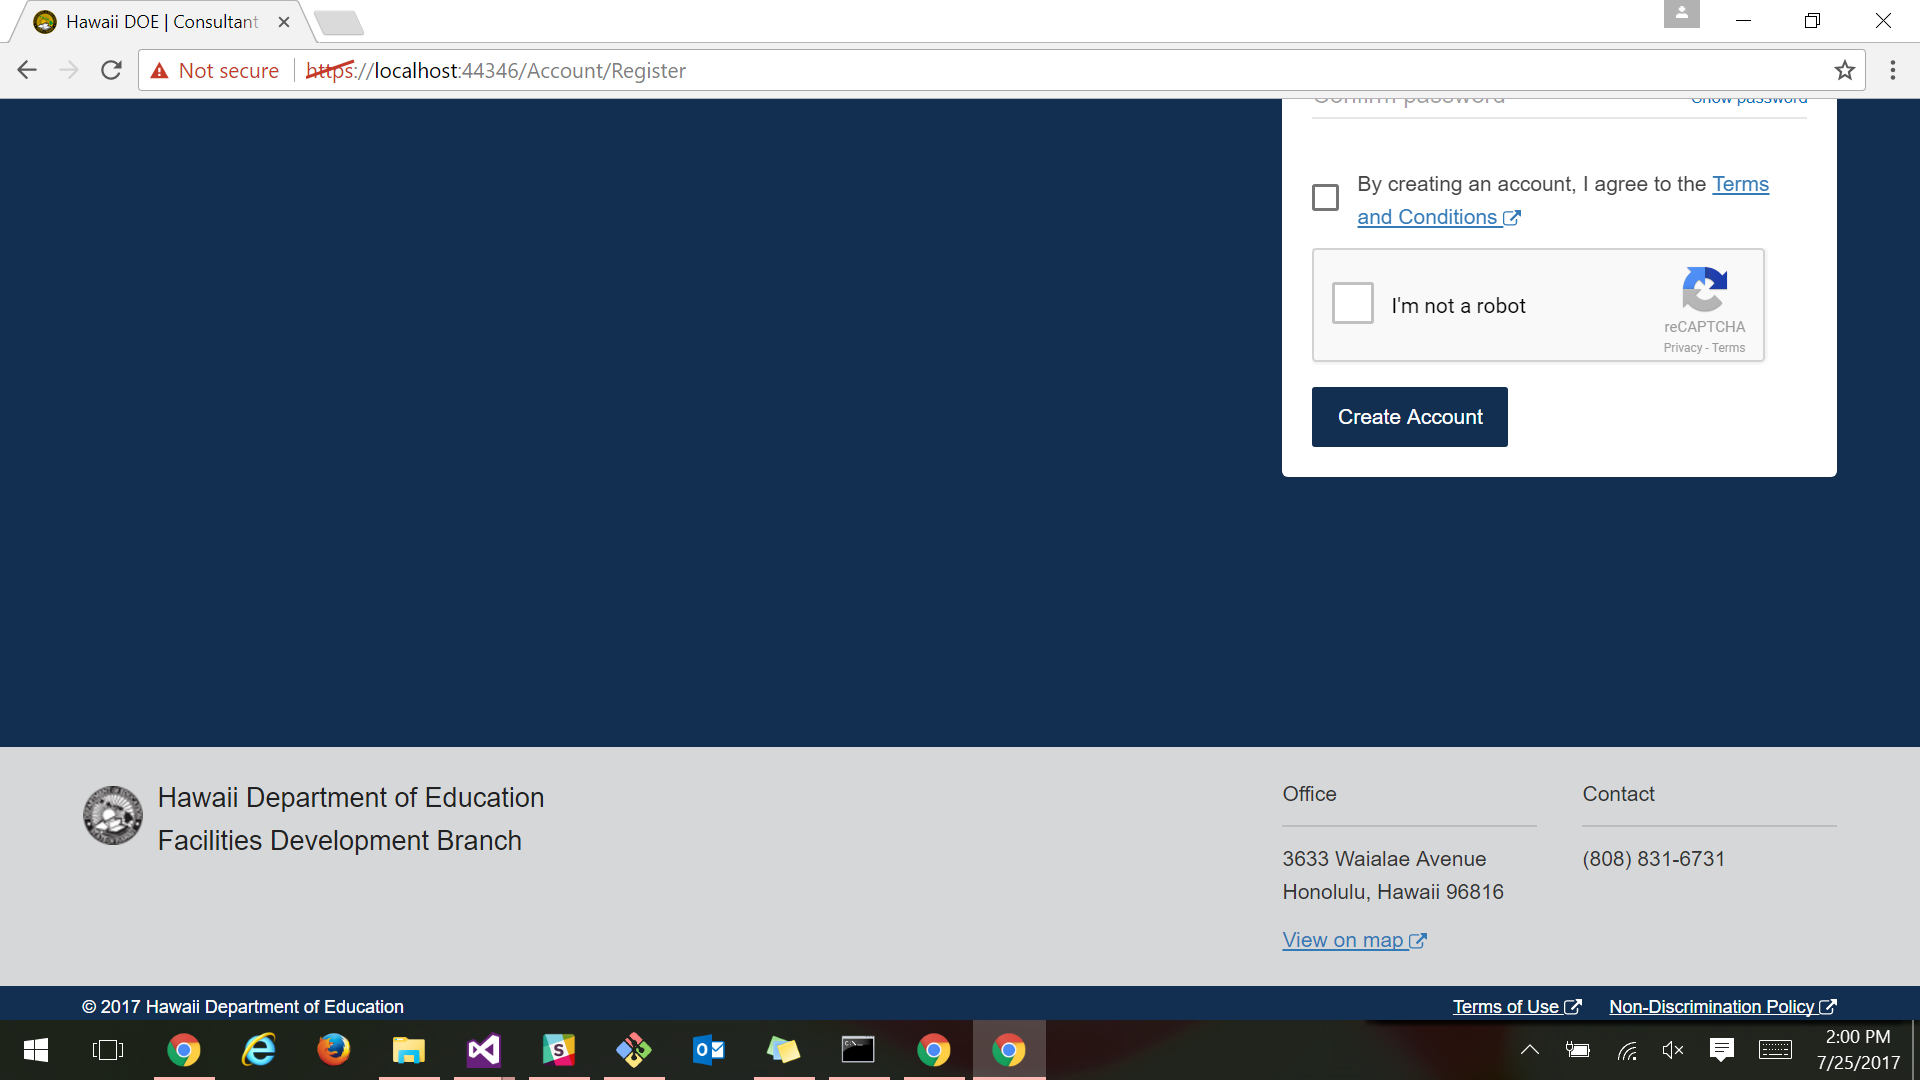 Hawaii DOE | Consultant
Not secure https://localhost:44346/Account/Register
Confirm password Show password
By creating an account, I agree to the Terms
and Conditions
I'm not a robot
reCAPTCHA
Privacy - Terms
Create Account
Hawaii Department of Education
Facilities Development Branch
Office
3633 Waialae Avenue
Honolulu, Hawaii 96816
View on map
Contact
(808) 831-6731
© 2017 Hawaii Department of Education
Terms of Use Non-Discrimination Policy
2:00 PM
7/25/2017